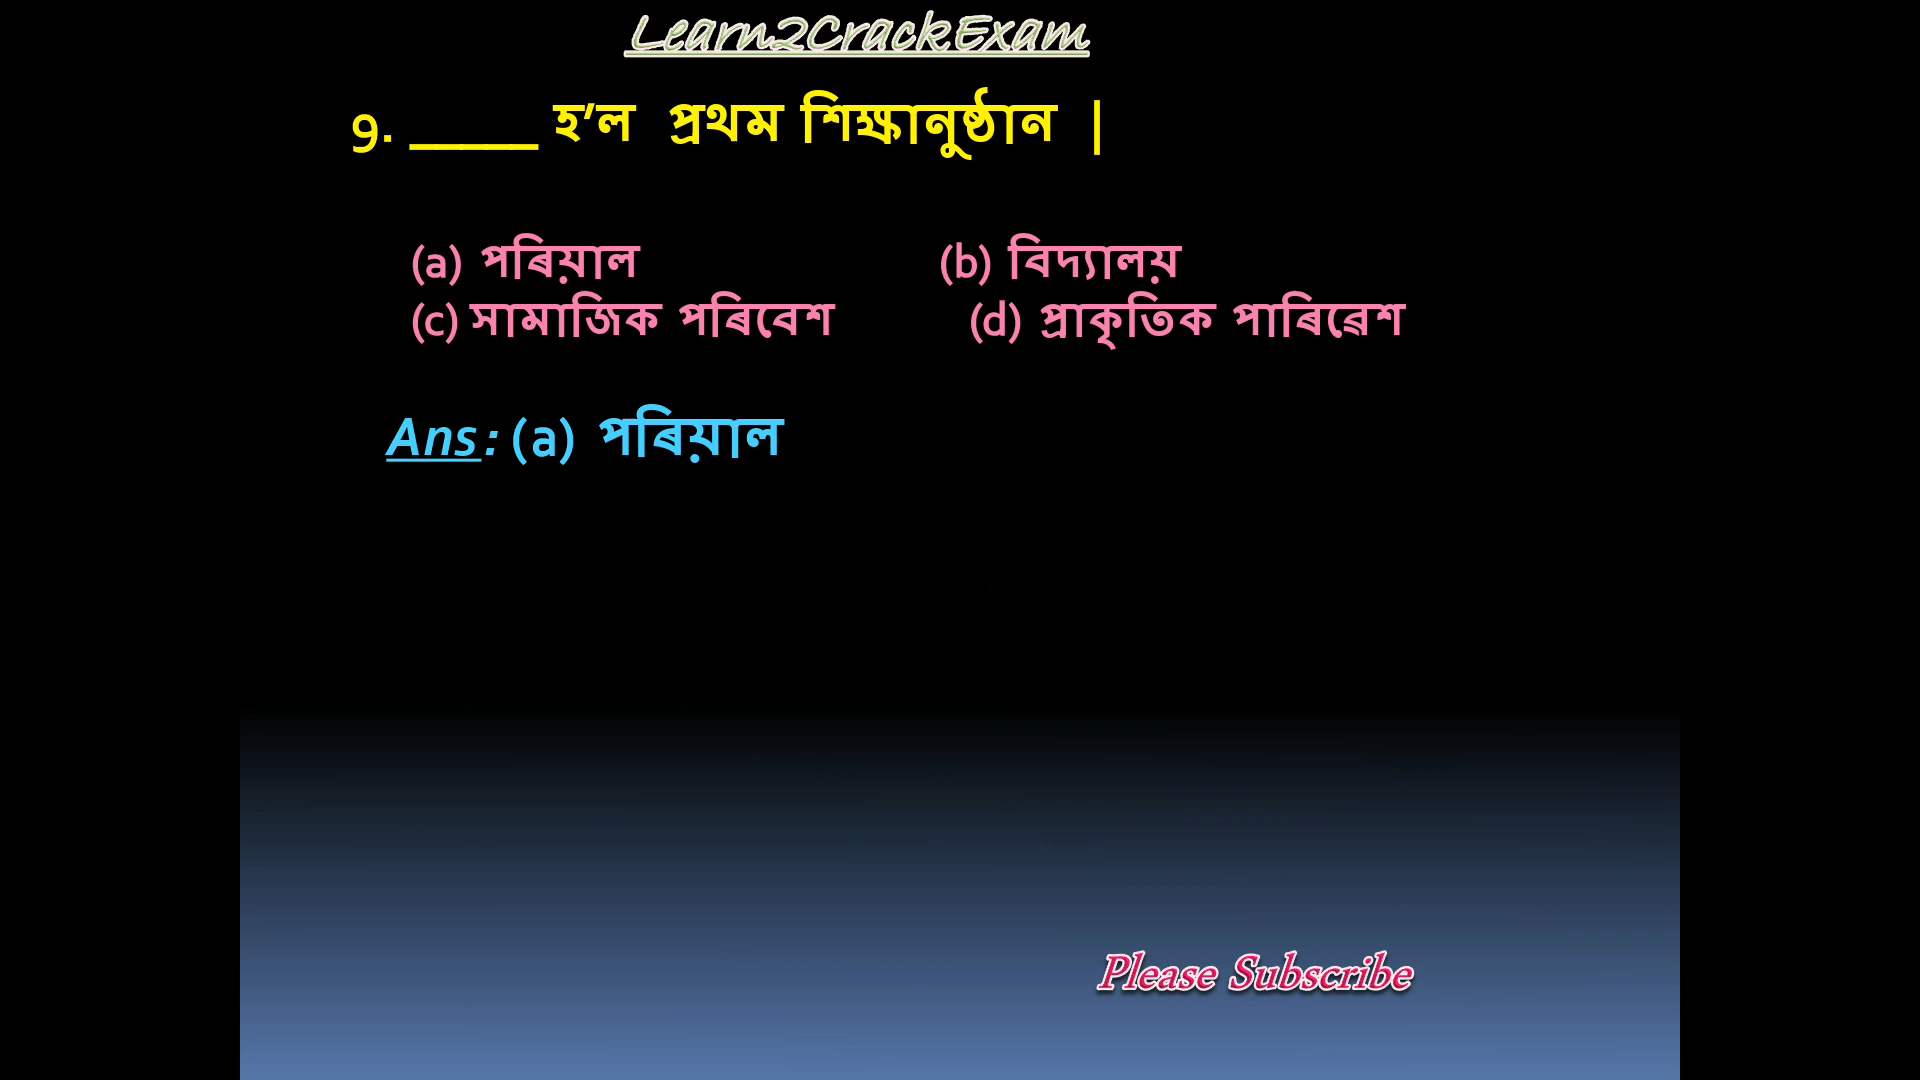 Learn2CrackExam
9. _____ হ’ল প্ৰথম শিক্ষানুষ্ঠান |
(a) পৰিয়াল (b) বিদ্যালয়
(c) সামাজিক পৰিবেশ (d) প্ৰাকৃতিক পাৰিৱেশ
Ans: (a) পৰিয়াল
Please Subscribe